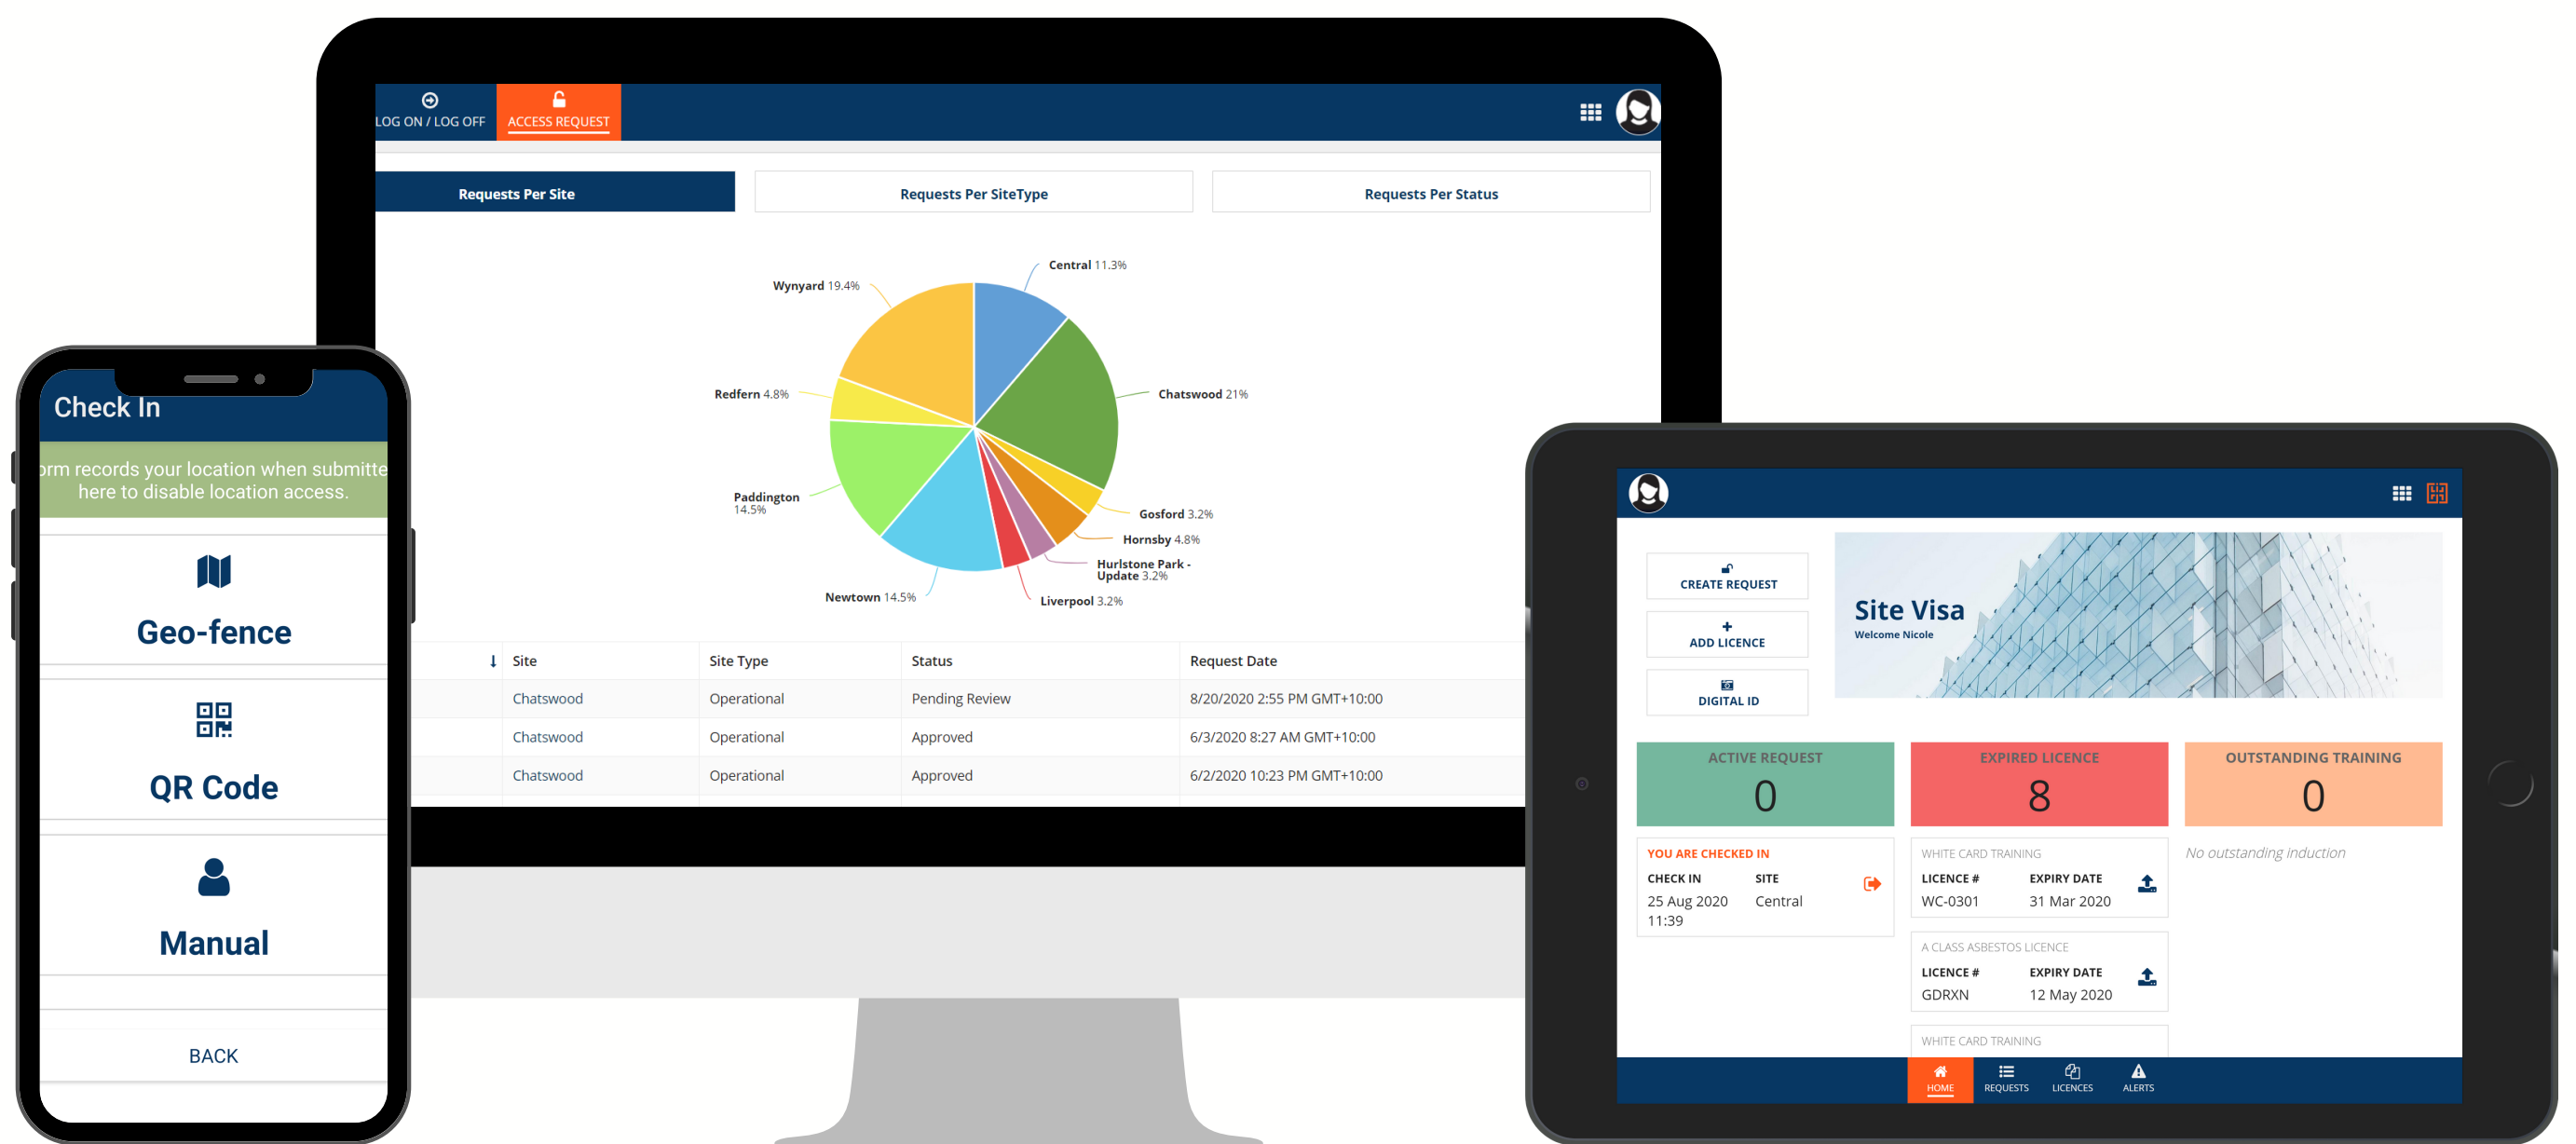 LOG ON / LOG OFF
ACCESS REQUEST
Requests Per Site
Requests Per SiteType
Requests Per Status
Central 11.3%
Wynyard 19.4%
Redfern 4.8%
Chatswood 21%
Paddington
14.5%
Gosford 3.2%
Hornsby 4.8%
Hurlstone Park -
Update 3.2%
Newtown 14.5%
Liverpool 3.2%
Site
Site Type
Status
Request Date
Chatswood
Operational
Pending Review
8/20/2020 2:55 PM GMT+10:00
Chatswood
Operational
Approved
6/3/2020 8:27 AM GMT+10:00
Chatswood
Operational
Approved
6/2/2020 10:23 PM GMT+10:00
Check In
orm records your location when submitte
here to disable location access.
Geo-fence
QR Code
Manual
BACK
CREATE REQUEST
ADD LICENCE
DIGITAL ID
Site Visa
Welcome Nicole
ACTIVE REQUEST
0
EXPIRED LICENCE
8
OUTSTANDING TRAINING
0
YOU ARE CHECKED IN
CHECK IN
SITE
25 Aug 2020
11:39
Central
WHITE CARD TRAINING
LICENCE #
EXPIRY DATE
WC-0301
31 Mar 2020
A CLASS ASBESTOS LICENCE
LICENCE #
EXPIRY DATE
GDRXN
12 May 2020
WHITE CARD TRAINING
No outstanding induction
HOME
REQUESTS
LICENCES
ALERTS